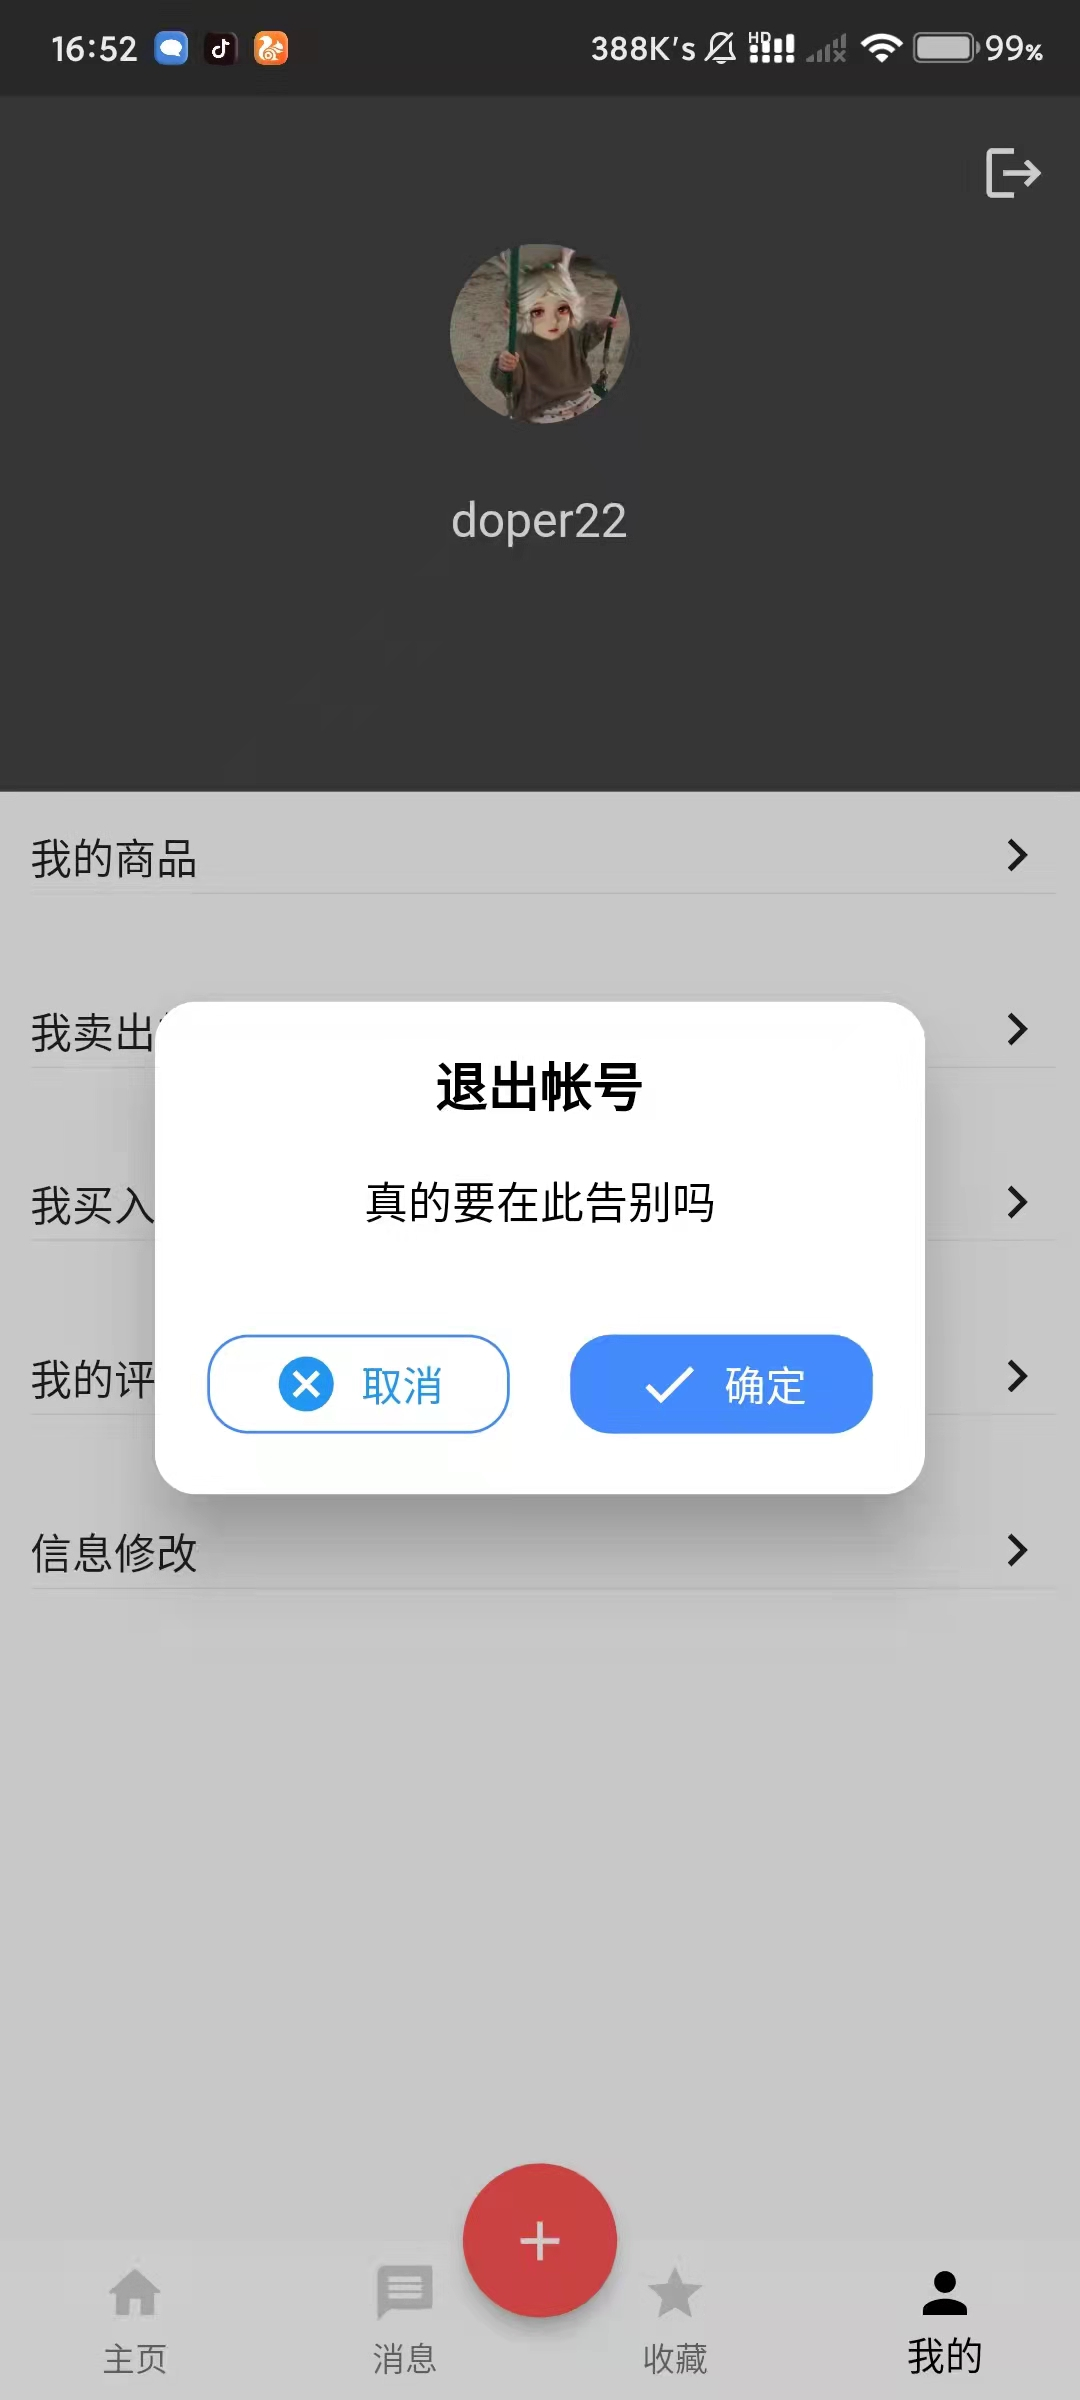 16:52
388K's
HD
99%
doper22
我的商品
我卖出
我买入
我的评
信息修改
退出帐号
真的要在此告别吗
取消
确定
主页
消息
收藏
我的